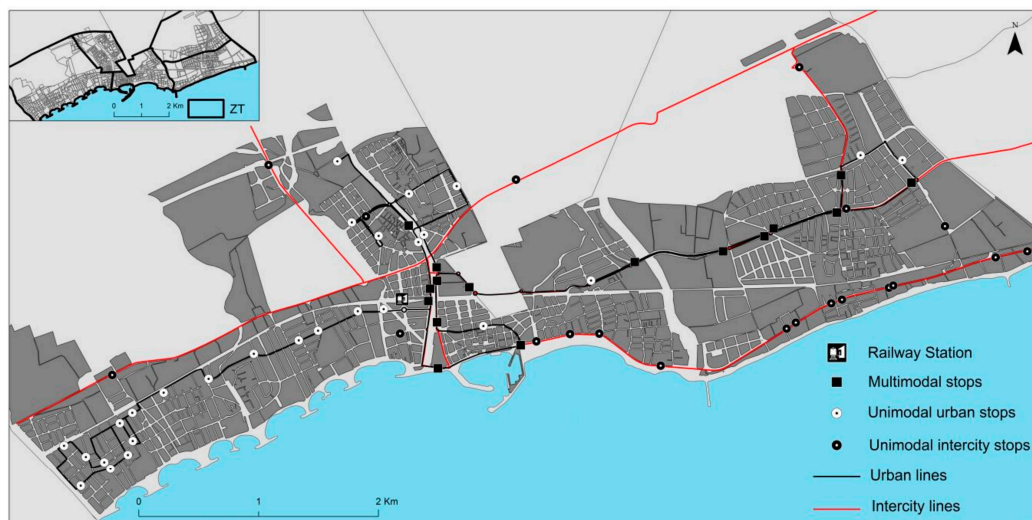 N
0 1 2 Km
ZT
Railway Station
Multimodal stops
Unimodal urban stops
Unimodal intercity stops
Urban lines
Intercity lines
0 1 2 Km